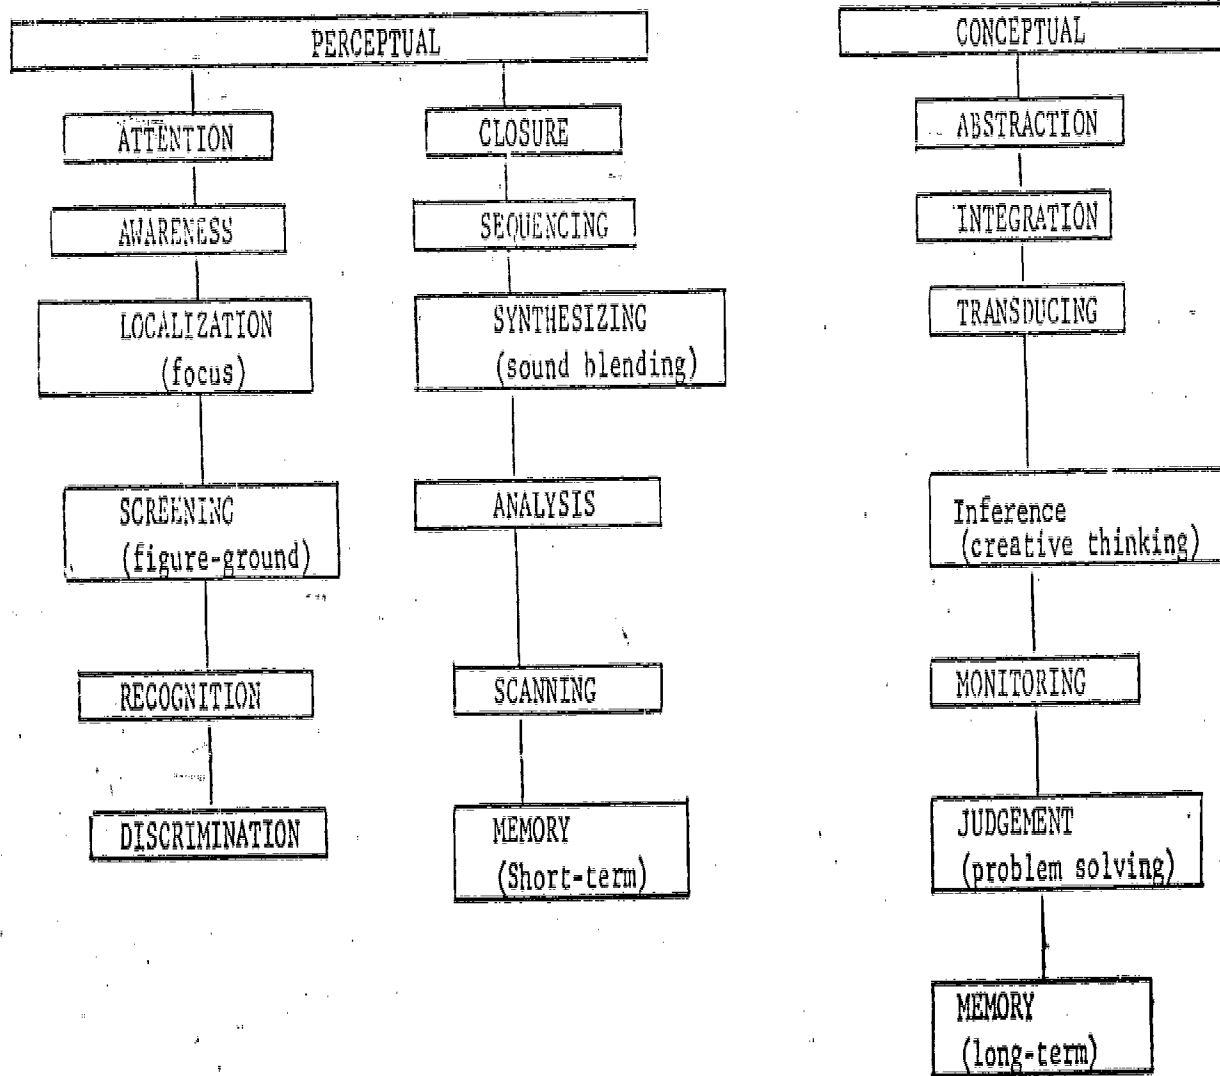 PERCEPTUAL
ATTENTION
AWARENESS
LOCALIZATION
(focus)
SCREENING
(figure-ground)
RECOGNITION
DISCRIMINATION
CLOSURE
SEQUENCING
SYNTHESIZING
(sound blending)
ANALYSIS
SCANNING
MEMORY
(Short-term)
CONCEPTUAL
ABSTRACTION
INTEGRATION
TRANSDUCING
Inference
(creative thinking)
MONITORING
JUDGEMENT
(problem solving)
MEMORY
(long-term)